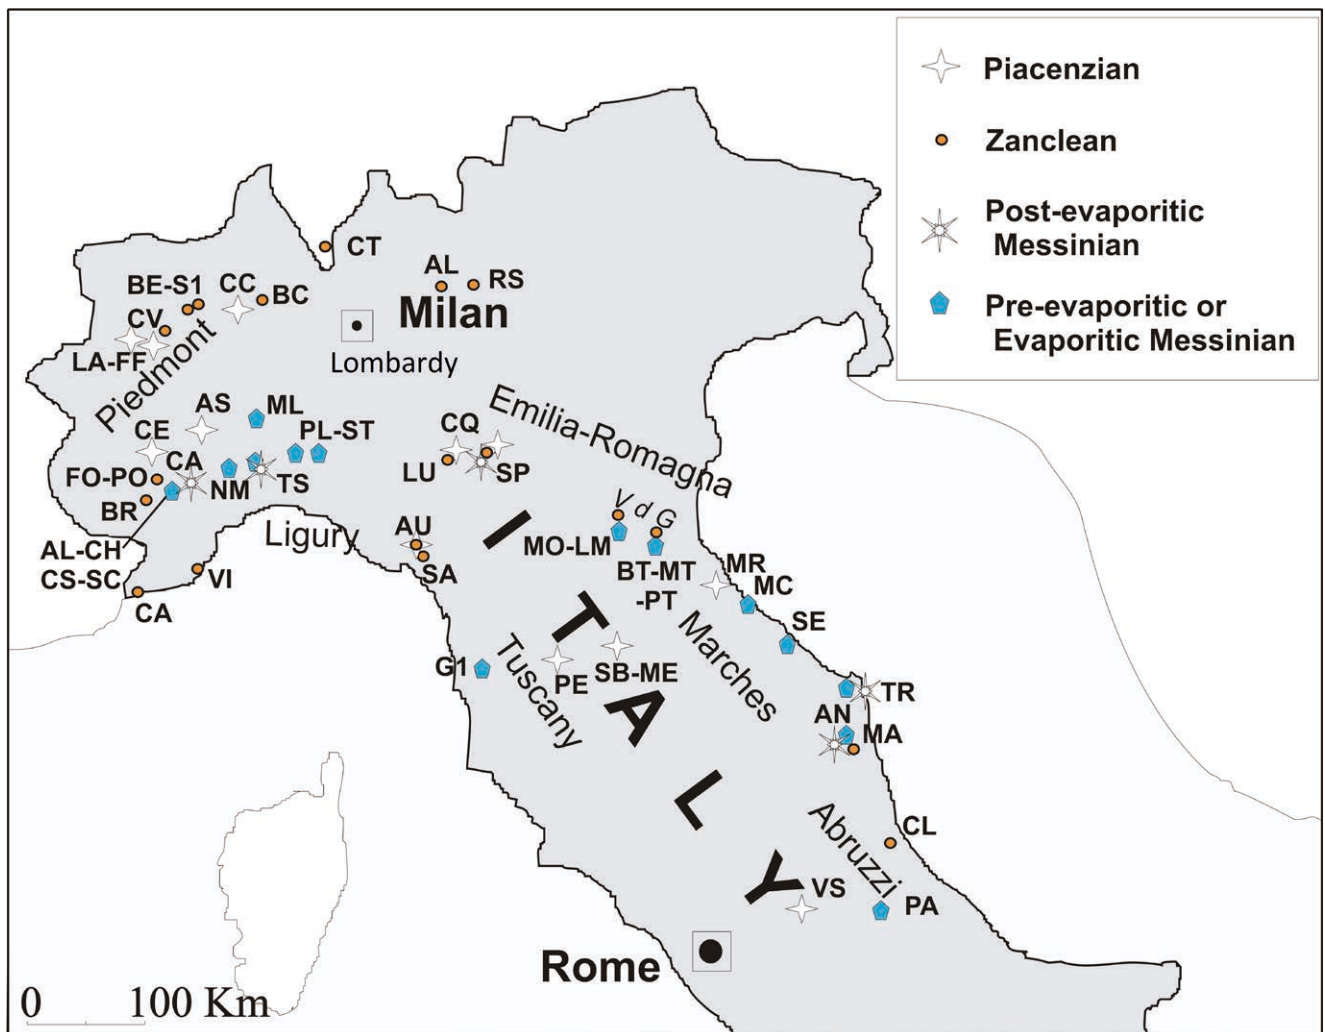 Piacenzian
Zanclean
Post-evaporitic
Messinian
Pre-evaporitic or
Evaporitic Messinian
CT
AL
RS
BE-S1
CC
BC
CV
Milan
LA-FF
Piedmont
Lombardy
AS
ML
CE
PL-ST
CQ
Emilia-Romagna
CA
FO-PO
NM
TS
LU
SP
BR
V d G
Ligury
AU
I
MO-LM
AL-CH
CS-SC
VI
SA
BT-MT
-PT
MR
MC
CA
T
SE
Marches
G1
Tuscany
PE
SB-ME
A
TR
AN
MA
L
Abruzzi
CL
Y
VS
PA
Rome
0
100 Km